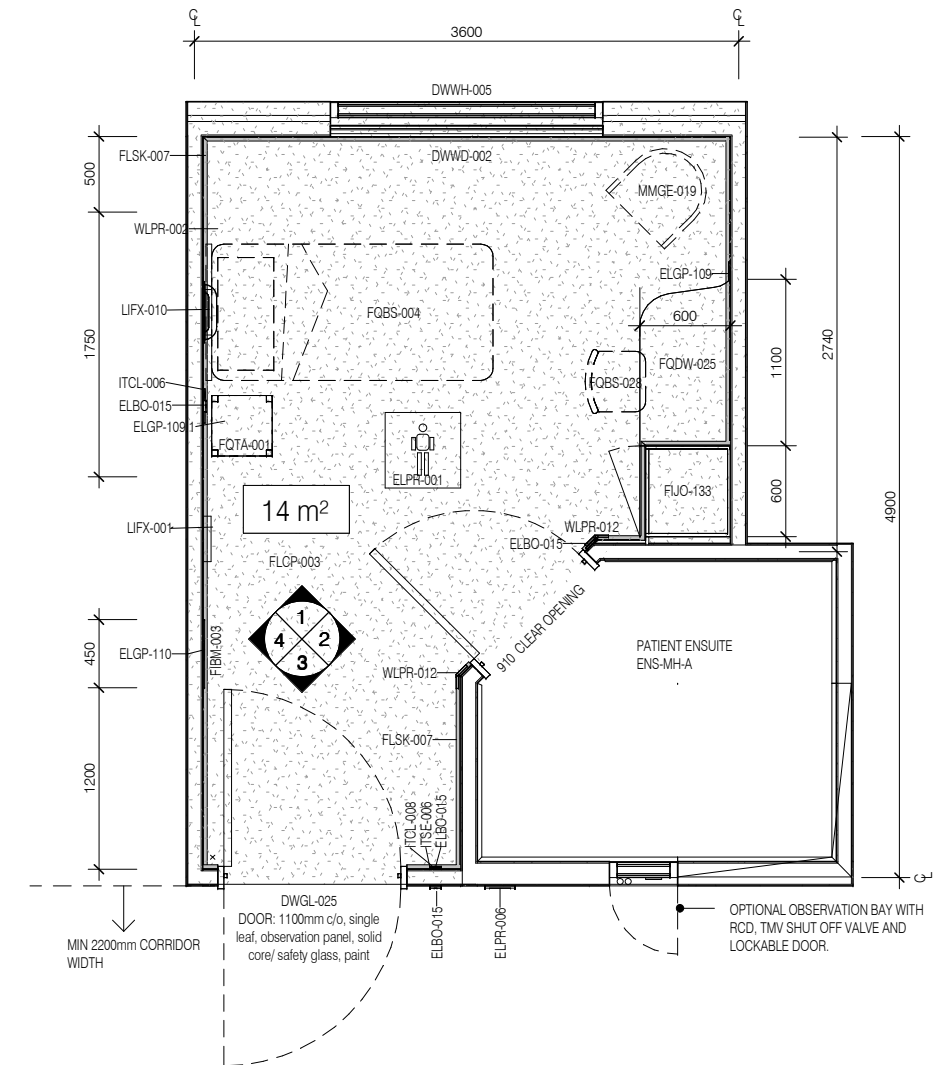 ℄
℄
3600
DWWH-005
FLSK-007
DWWD-002
500
MMGE-019
WLPR-002
ELGP-109
LIFX-010
FQBS-004
600
2740
1750
1100
FQDW-025
ITCL-006
FQBS-028
ELBO-015
ELGP-109.1
FQTA-001
ELPR-001
FIJO-133
600
4900
14 m²
LIFX-001
WLPR-012
ELBO-015
FLCP-003
910 CLEAR OPENING
1
4
2
3
450
ELGP-110
FIBM-003
PATIENT ENSUITE
ENS-MH-A
WLPR-012
FLSK-007
1200
ITCL-008
ITSE-006
ELBO-015
℄
DWGL-025
DOOR: 1100mm c/o, single
leaf, observation panel, solid
core/ safety glass, paint
ELBO-015
ELPR-006
OPTIONAL OBSERVATION BAY WITH
RCD, TMV SHUT OFF VALVE AND
LOCKABLE DOOR.
MIN 2200mm CORRIDOR
WIDTH